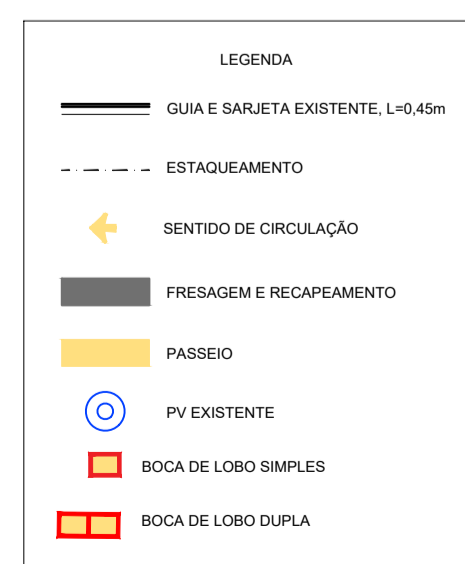 LEGENDA
GUIA E SARJETA EXISTENTE, L=0,45m
ESTAQUEAMENTO
SENTIDO DE CIRCULAÇÃO
FRESAGEM E RECAPEAMENTO
PASSEIO
PV EXISTENTE
BOCA DE LOBO SIMPLES
BOCA DE LOBO DUPLA